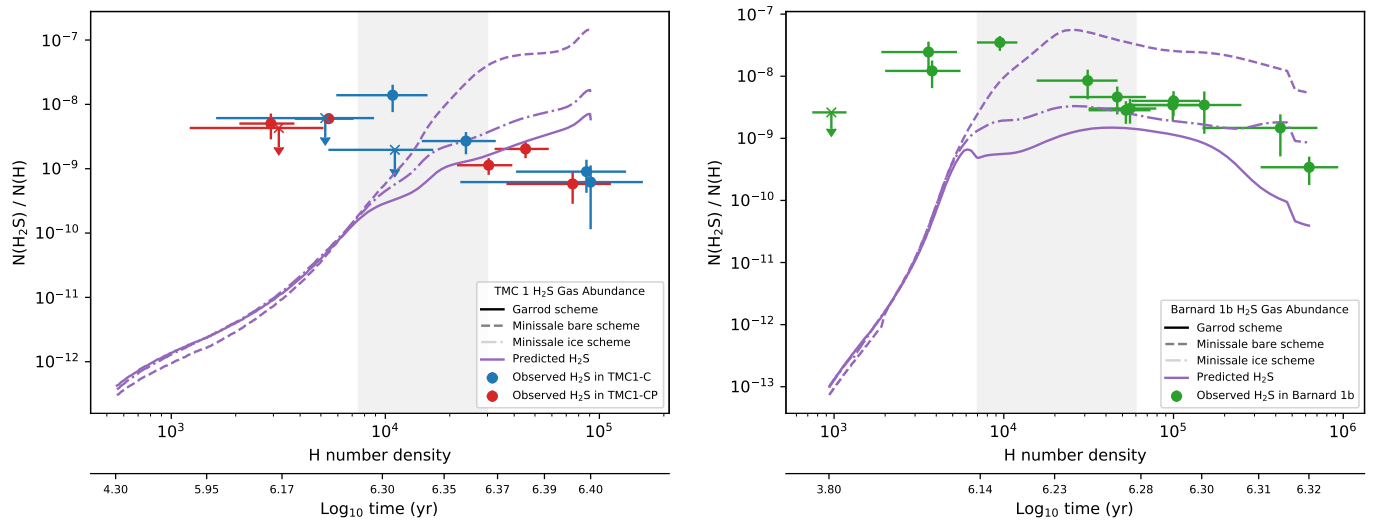 10⁻⁷
10⁻⁸
10⁻⁹
10⁻¹⁰
10⁻¹¹
10⁻¹²
N(H₂S) / N(H)
TMC 1 H₂S Gas Abundance
Garrod scheme
Minissale bare scheme
Minissale ice scheme
Predicted H₂S
Observed H₂S in TMC1-C
Observed H₂S in TMC1-CP
10³ 10⁴ 10⁵
H number density
4.30 5.95 6.17 6.30 6.35 6.37 6.39 6.40
Log₁₀ time (yr)
10⁻⁷
10⁻⁸
10⁻⁹
10⁻¹⁰
10⁻¹¹
10⁻¹²
10⁻¹³
N(H₂S) / N(H)
Barnard 1b H₂S Gas Abundance
Garrod scheme
Minissale bare scheme
Minissale ice scheme
Predicted H₂S
Observed H₂S in Barnard 1b
10³ 10⁴ 10⁵ 10⁶
H number density
3.80 6.14 6.23 6.28 6.30 6.31 6.32
Log₁₀ time (yr)